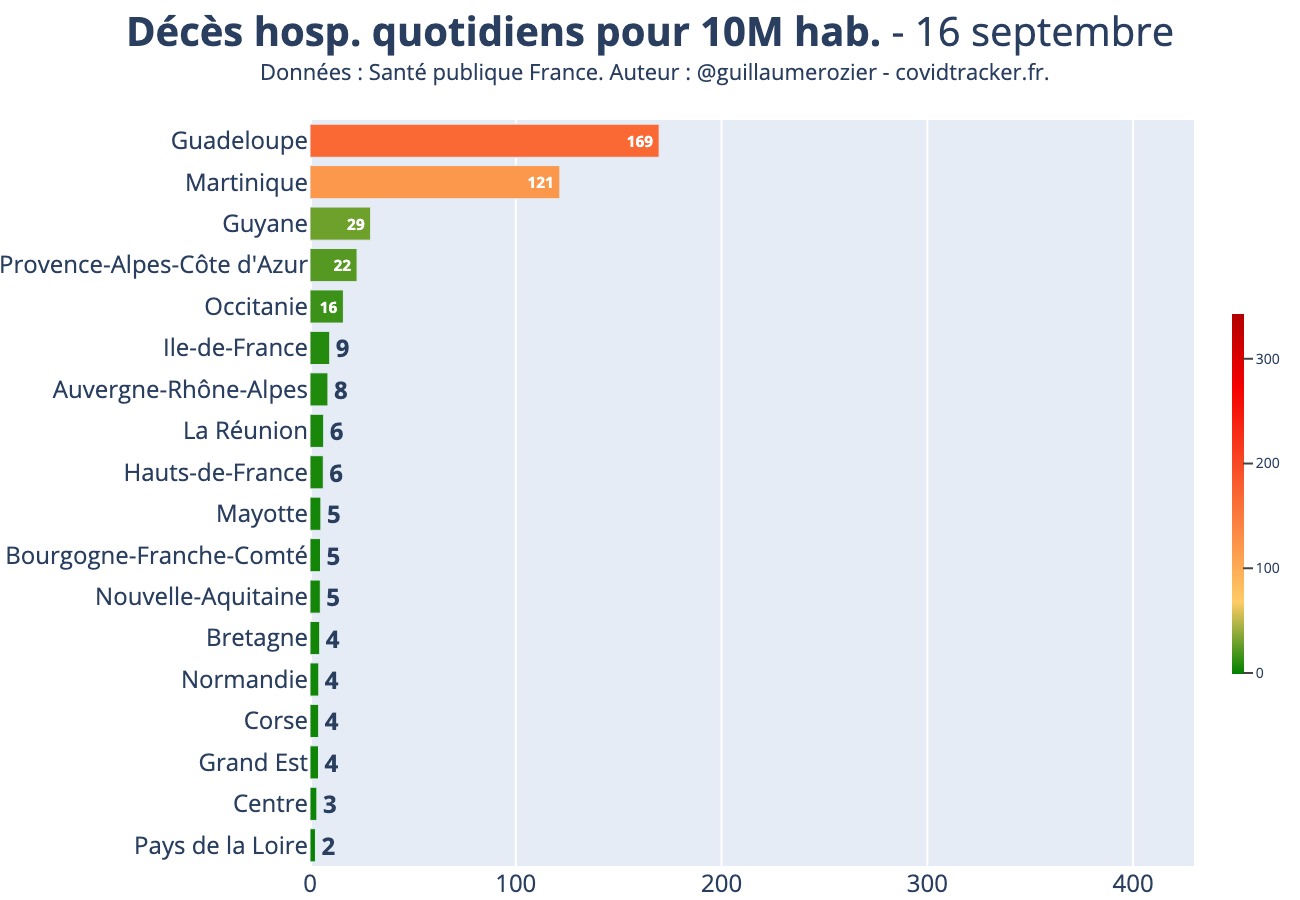 Décès hosp. quotidiens pour 10M hab. - 16 septembre
Données : Santé publique France. Auteur : @guillaumerozier - covidtracker.fr.
Guadeloupe 169
Martinique 121
Guyane 29
Provence-Alpes-Côte d'Azur 22
Occitanie 16
Ile-de-France 9
Auvergne-Rhône-Alpes 8
La Réunion 6
Hauts-de-France 6
Mayotte 5
Bourgogne-Franche-Comté 5
Nouvelle-Aquitaine 5
Bretagne 4
Normandie 4
Corse 4
Grand Est 4
Centre 3
Pays de la Loire 2
0 100 200 300 400
300
200
100
0